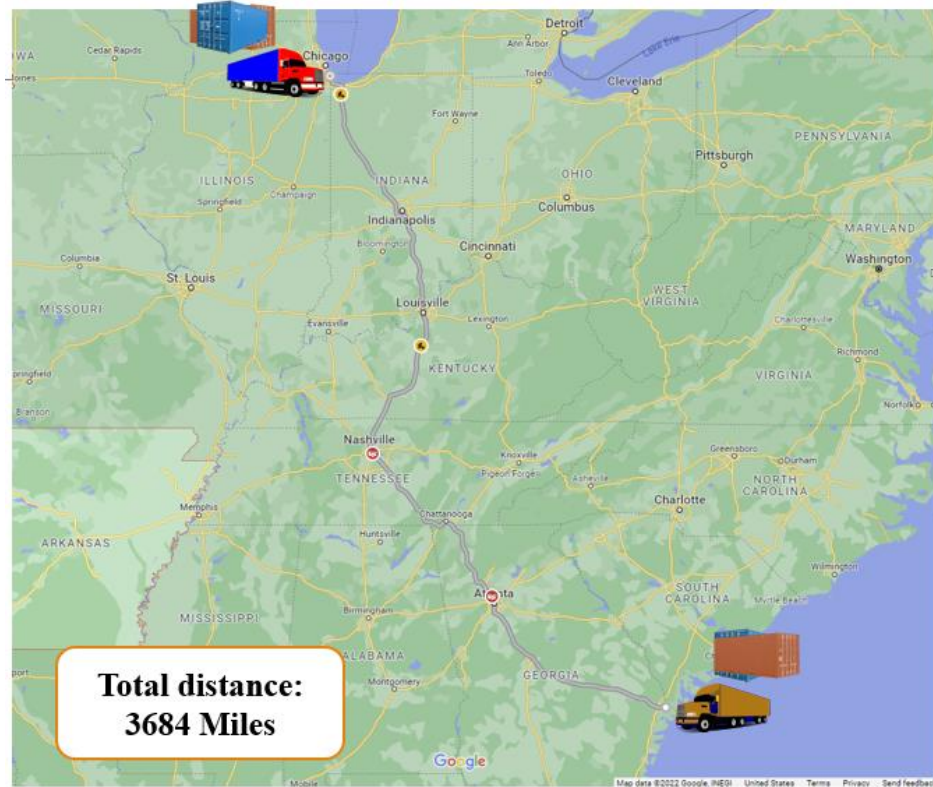 Detroit
Ann Arbor
Lake Erie
Cedar Rapids
Chicago
Toledo
Cleveland
Fort Wayne
PENNSYLVANIA
Pittsburgh
ILLINOIS
INDIANA
OHIO
Champaign
Springfield
Columbus
Indianapolis
MARYLAND
Bloomington
Cincinnati
Columbia
Washington
St. Louis
WEST
VIRGINIA
MISSOURI
Louisville
Evansville
Lexington
Charlottesville
Richmond
KENTUCKY
VIRGINIA
Branson
Norfolk
Nashville
Greensboro
Knoxville
Durham
Pigeon Forge
TENNESSEE
Asheville
NORTH
CAROLINA
Memphis
Charlotte
Chattanooga
Huntsville
ARKANSAS
Wilmington
SOUTH
CAROLINA
Myrtle Beach
Birmingham
MISSISSIPPI
ALABAMA
GEORGIA
Montgomery
Total distance:
3684 Miles
Google
Mobile
Map data ©2022 Google, INEGI United States Terms Privacy Send feedback